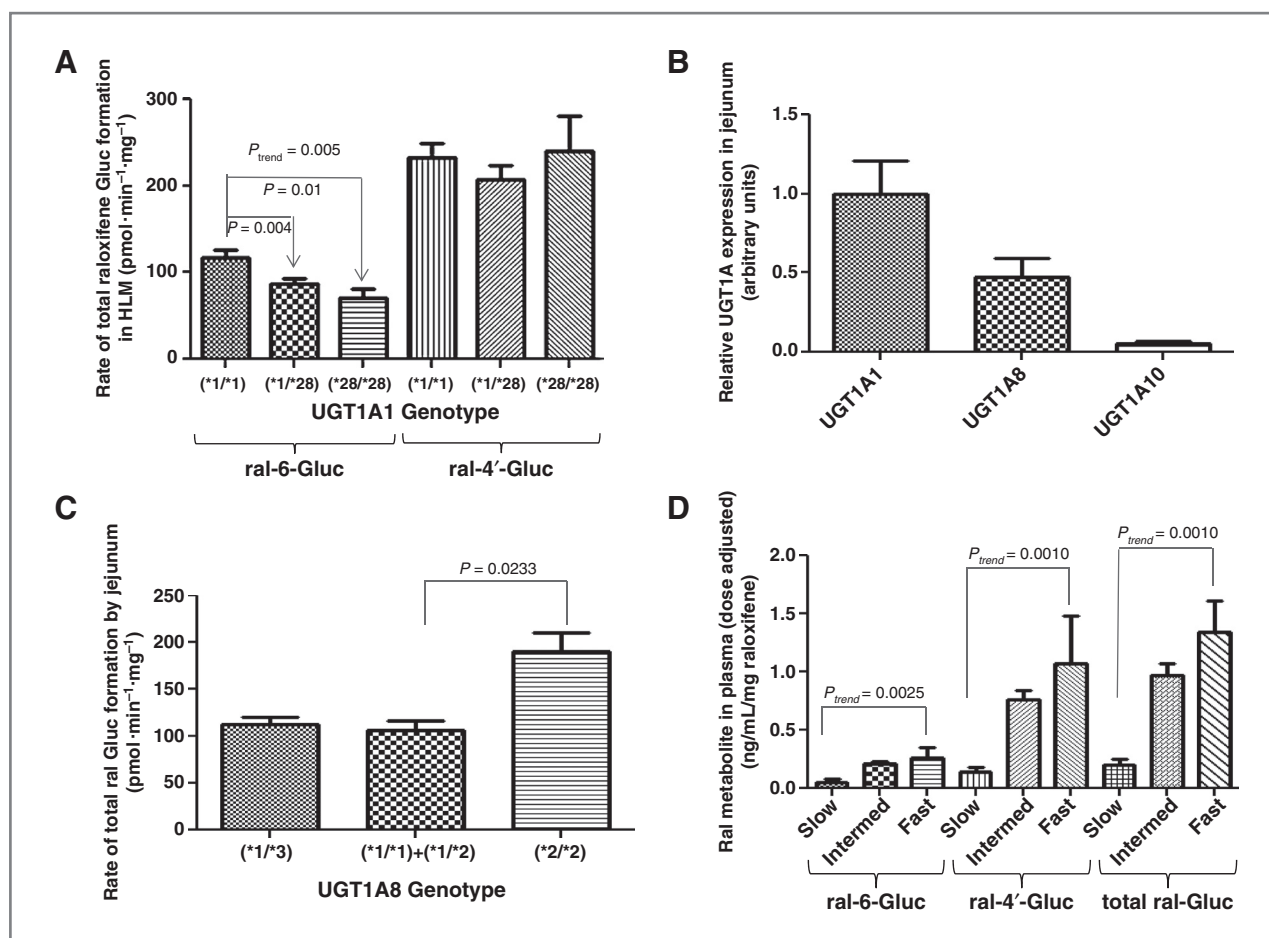 A
Rate of total raloxifene Gluc formation
in HLM (pmol·min⁻¹·mg⁻¹)
300
200
100
0
P trend = 0.005
P = 0.01
P = 0.004
(*1/*1) (*1/*28) (*28/*28) (*1/*1) (*1/*28) (*28/*28)
UGT1A1 Genotype
ral-6-Gluc ral-4′-Gluc
B
Relative UGT1A expression in jejunum
(arbitrary units)
1.5
1.0
0.5
0.0
UGT1A1 UGT1A8 UGT1A10
C
Rate of total ral Gluc formation by jejunum
(pmol·min⁻¹·mg⁻¹)
250
200
150
100
50
0
P = 0.0233
(*1/*3) (*1/*1)+(*1/*2) (*2/*2)
UGT1A8 Genotype
D
Ral metabolite in plasma (dose adjusted)
(ng/mL/mg raloxifene)
2.0
1.5
1.0
0.5
0.0
P trend = 0.0025
P trend = 0.0010
P trend = 0.0010
Slow Intermed Fast Slow Intermed Fast Slow Intermed Fast
ral-6-Gluc ral-4′-Gluc total ral-Gluc